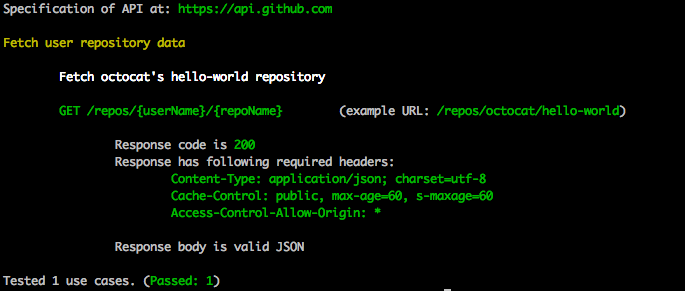 Specification of API at: https://api.github.com
Fetch user repository data
Fetch octocat's hello-world repository
GET /repos/{userName}/{repoName} (example URL: /repos/octocat/hello-world)
Response code is 200
Response has following required headers:
Content-Type: application/json; charset=utf-8
Cache-Control: public, max-age=60, s-maxage=60
Access-Control-Allow-Origin: *
Response body is valid JSON
Tested 1 use cases. (Passed: 1)